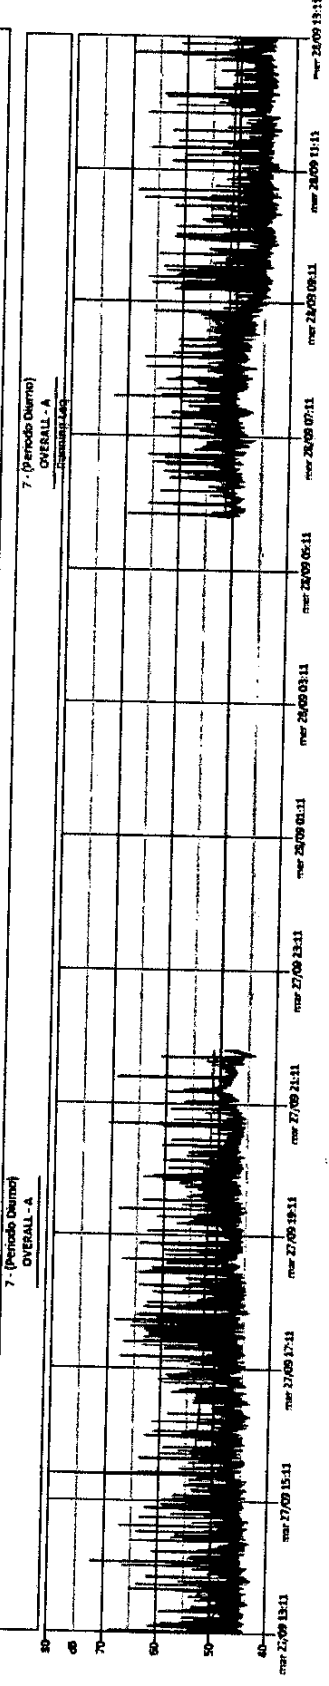 7 - (Periodo Diurno)
OVERALL - A
7 - (Periodo Diurno)
OVERALL - A
Running Leq
80
dB
70
60
50
40
mar 27/09 13:11
mar 27/09 15:11
mar 27/09 17:11
mar 27/09 19:11
mar 27/09 21:11
mar 27/09 23:11
mer 28/09 01:11
mer 28/09 03:11
mer 28/09 05:11
mer 28/09 07:11
mer 28/09 09:11
mer 28/09 11:11
mer 28/09 13:11